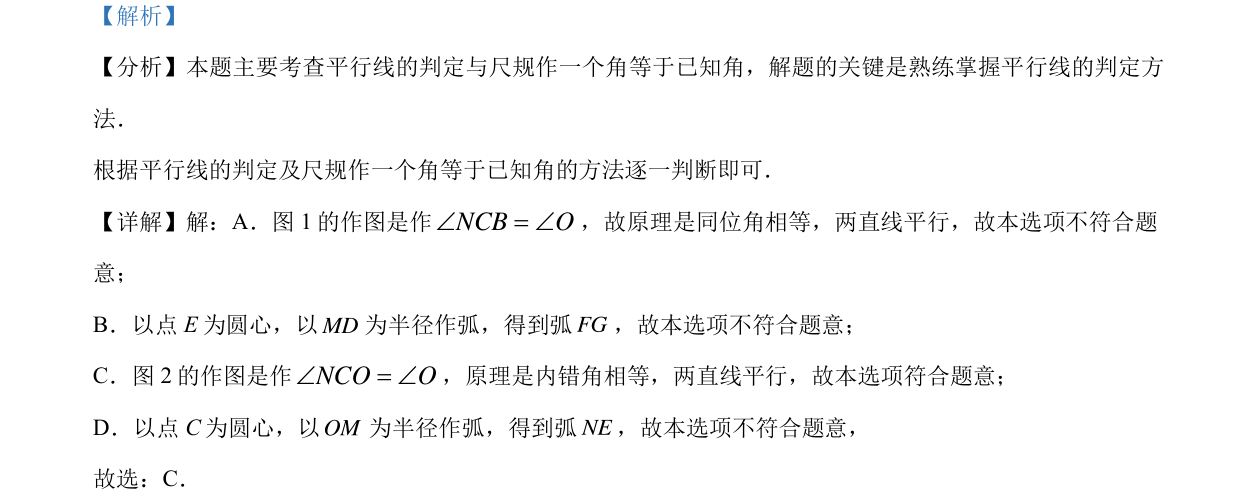 【解析】
【分析】本题主要考查平行线的判定与尺规作一个角等于已知角，解题的关键是熟练掌握平行线的判定方
法．
根据平行线的判定及尺规作一个角等于已知角的方法逐一判断即可．
【详解】解：A．图 1 的作图是作∠NCB = ∠O，故原理是同位角相等，两直线平行，故本选项不符合题
意；
B．以点 E 为圆心，以 MD 为半径作弧，得到弧 FG，故本选项不符合题意；
C．图 2 的作图是作∠NCO = ∠O，原理是内错角相等，两直线平行，故本选项符合题意；
D．以点 C 为圆心，以 OM 为半径作弧，得到弧 NE，故本选项不符合题意，
故选：C．